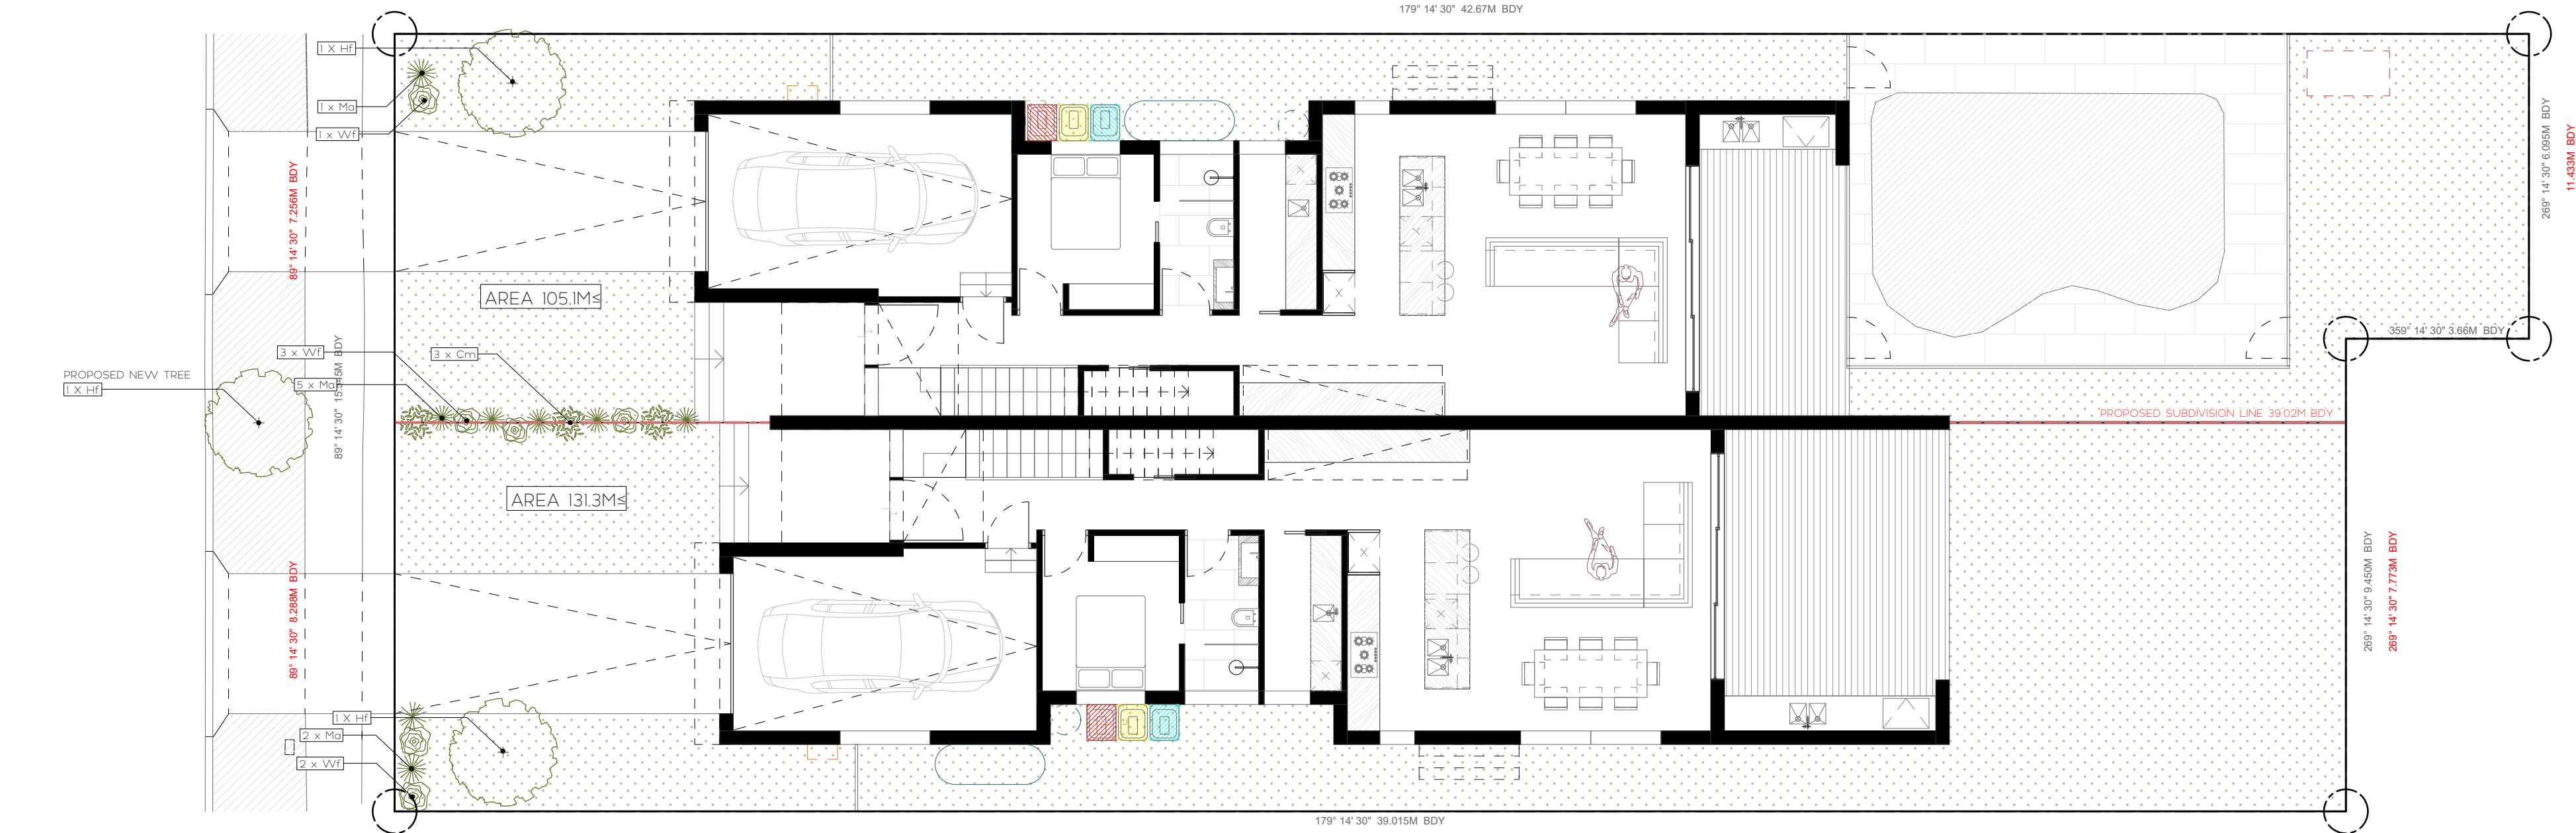 179° 14' 30" 42.67M BDY
1 X Hf
1 x Ma
1 x Wf
89° 14' 30" 7.256M BDY
269° 14' 30" 6.095M BDY
11.433M BDY
AREA 105.1M≤
359° 14' 30" 3.66M BDY
3 x Wf
3 x Cm
PROPOSED NEW TREE
1 X Hf
5 x Ma
89° 14' 30" 15.545M BDY
PROPOSED SUBDIVISION LINE 39.02M BDY
AREA 131.3M≤
89° 14' 30" 8.288M BDY
269° 14' 30" 9.450M BDY
269° 14' 30" 7.773M BDY
1 X Hf
2 x Ma
2 x Wf
179° 14' 30" 39.015M BDY